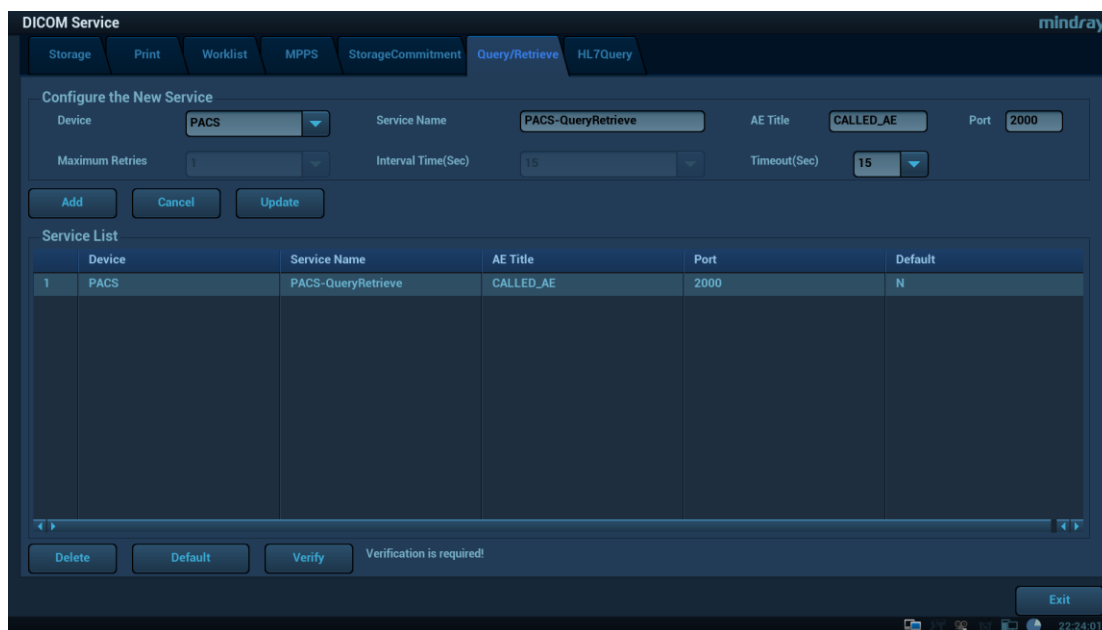 DICOM Service
mindray
Storage Print Worklist MPPS StorageCommitment Query/Retrieve HL7Query
Configure the New Service
Device PACS Service Name PACS-QueryRetrieve AE Title CALLED_AE Port 2000
Maximum Retries 1 Interval Time(Sec) 15 Timeout(Sec) 15
Add Cancel Update
Service List
Device Service Name AE Title Port Default
1 PACS PACS-QueryRetrieve CALLED_AE 2000 N
Delete Default Verify Verification is required!
Exit
22:24:01